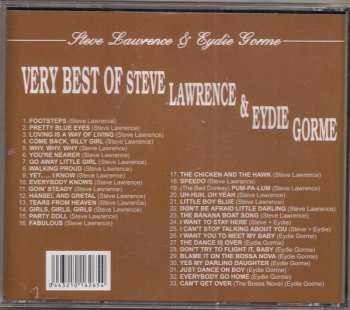 Steve Lawrence & Eydie Gorme
VERY BEST OF STEVE
LAWRENCE
& EYDIE
GORME
1. FOOTSTEPS (Steve Lawrence)
2. PRETTY BLUE EYES (Steve Lawrence)
3. LOVING IS A WAY OF LIVING (Steve Lawrence)
4. COME BACK, SILLY GIRL (Steve Lawrence)
5. WHY, WHY, WHY (Steve Lawrence)
6. YOU'RE NEARER (Steve Lawrence)
7. GO AWAY LITTLE GIRL (Steve Lawrence)
8. WALKING PROUD (Steve Lawrence)
9. YET.....I KNOW (Steve Lawrence)
10. EVERYBODY KNOWS (Steve Lawrence)
11. GOIN' STEADY (Steve Lawrence)
12. HANSEL AND GRETAL (Steve Lawrence)
13. TEARS FROM HEAVEN (Steve Lawrence)
14. GIRLS, GIRLS, GIRLS (Steve Lawrence)
15. PARTY DOLL (Steve Lawrence)
16. FABULOUS (Steve Lawrence)
17. THE CHICKEN AND THE HAWK (Steve Lawrence)
18. SPEEDO (Steve Lawrence)
19. (The Bad Donkey) PUM-PA-LUM (Steve Lawrence)
20. UH-HUH, OH YEAH (Steve Lawrence)
21. LITTLE BOY BLUE (Steve Lawrence)
22. DON'T BE AFRAID LITTLE DARLING (Steve Lawrence)
23. THE BANANA BOAT SONG (Steve Lawrence)
24. I WANT TO STAY HERE (Steve + Eydie)
25. I CAN'T STOP TALKING ABOUT YOU (Steve + Eydie)
26. I WANT YOU TO MEET MY BABY (Eydie Gorme)
27. THE DANCE IS OVER (Eydie Gorme)
28. DON'T TRY TO FLIGHT IT, BABY (Eydie Gorme)
29. BLAME IT ON THE BOSSA NOVA (Eydie Gorme)
30. YES MY DARLING DAUGHTER (Eydie Gorme)
31. JUST DANCE ON BOY (Eydie Gorme)
32. EVERYBODY GO HOME (Eydie Gorme)
33. CAN'T GET OVER (The Bossa Nova) (Eydie Gorme)